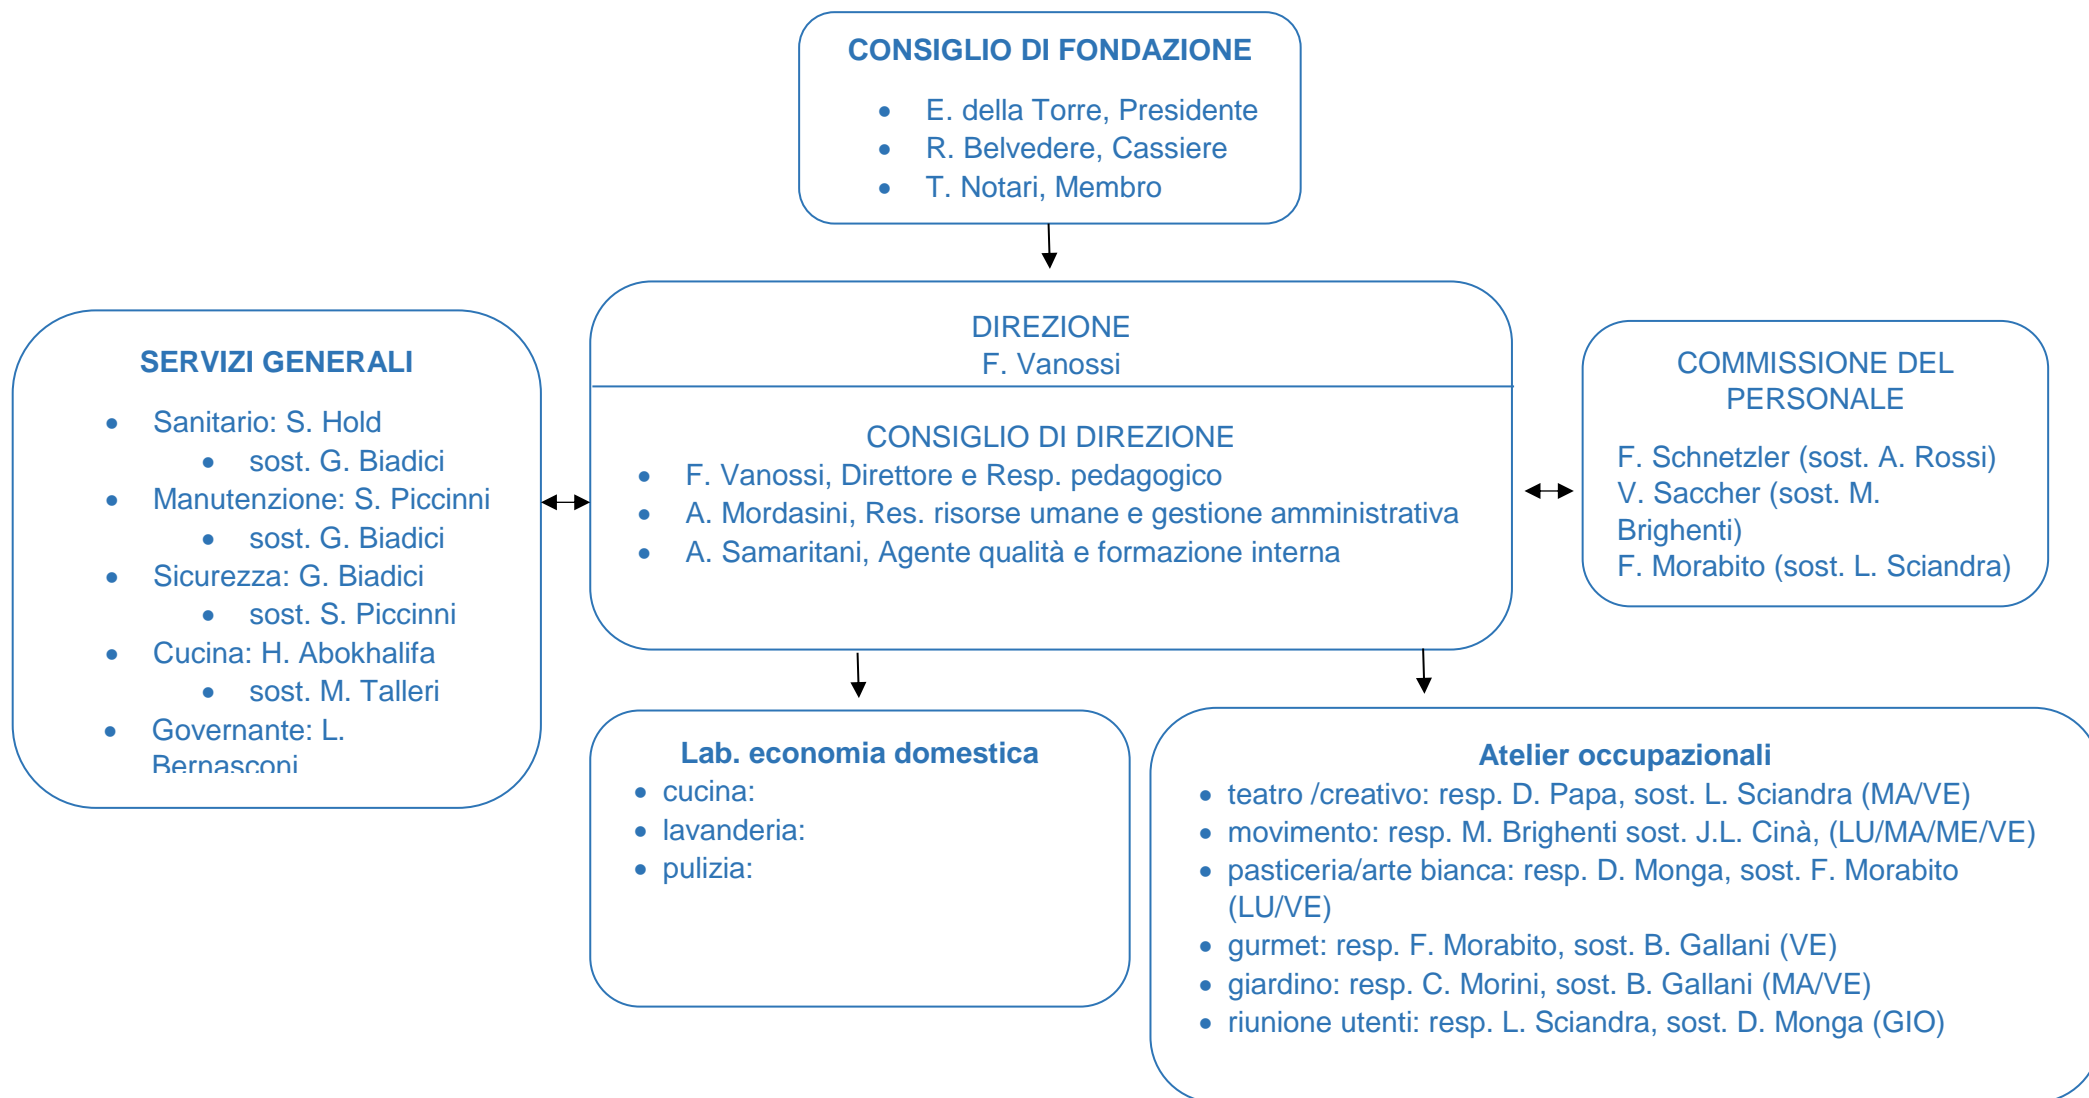 CONSIGLIO DI FONDAZIONE
• E. della Torre, Presidente
• R. Belvedere, Cassiere
• T. Notari, Membro
DIREZIONE
F. Vanossi
CONSIGLIO DI DIREZIONE
• F. Vanossi, Direttore e Resp. pedagogico
• A. Mordasini, Res. risorse umane e gestione amministrativa
• A. Samaritani, Agente qualità e formazione interna
SERVIZI GENERALI
• Sanitario: S. Hold
• sost. G. Biadici
• Manutenzione: S. Piccinni
• sost. G. Biadici
• Sicurezza: G. Biadici
• sost. S. Piccinni
• Cucina: H. Abokhalifa
• sost. M. Talleri
• Governante: L.
Bernasconi
COMMISSIONE DEL
PERSONALE
F. Schnetzler (sost. A. Rossi)
V. Saccher (sost. M.
Brighenti)
F. Morabito (sost. L. Sciandra)
Lab. economia domestica
• cucina:
• lavanderia:
• pulizia:
Atelier occupazionali
• teatro /creativo: resp. D. Papa, sost. L. Sciandra (MA/VE)
• movimento: resp. M. Brighenti sost. J.L. Cinà, (LU/MA/ME/VE)
• pasticeria/arte bianca: resp. D. Monga, sost. F. Morabito
(LU/VE)
• gurmet: resp. F. Morabito, sost. B. Gallani (VE)
• giardino: resp. C. Morini, sost. B. Gallani (MA/VE)
• riunione utenti: resp. L. Sciandra, sost. D. Monga (GIO)